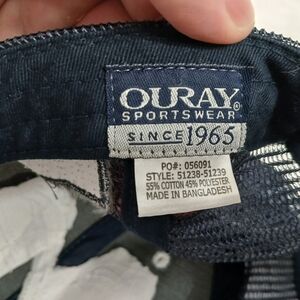 OURAY®
SPORTSWEAR
SINCE 1965
PO#: 056091
STYLE: 51238-51239
55% COTTON 45% POLYESTER
MADE IN BANGLADESH